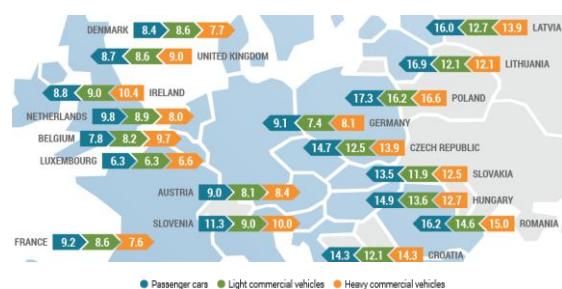 DENMARK 8.4 8.6 7.7
16.0 12.7 13.9 LATVIA
8.7 8.6 9.0 UNITED KINGDOM
16.9 12.1 12.1 LITHUANIA
8.8 9.0 10.4 IRELAND
17.3 16.2 16.6 POLAND
NETHERLANDS 9.8 8.9 8.0
9.1 7.4 8.1 GERMANY
BELGIUM 7.8 8.2 9.7
14.7 12.5 13.9 CZECH REPUBLIC
LUXEMBOURG 6.3 6.3 6.6
13.5 11.9 12.5 SLOVAKIA
AUSTRIA 9.0 8.1 8.4
14.9 13.6 12.7 HUNGARY
SLOVENIA 11.3 9.0 10.0
16.2 14.6 15.0 ROMANIA
FRANCE 9.2 8.6 7.6
14.3 12.1 14.3 CROATIA
Passenger cars Light commercial vehicles Heavy commercial vehicles